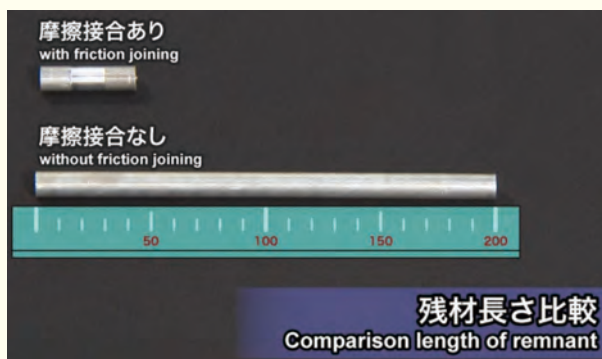 摩擦接合あり
with friction joining
摩擦接合なし
without friction joining
50 100 150 200
残材長さ比較
Comparison length of remnant